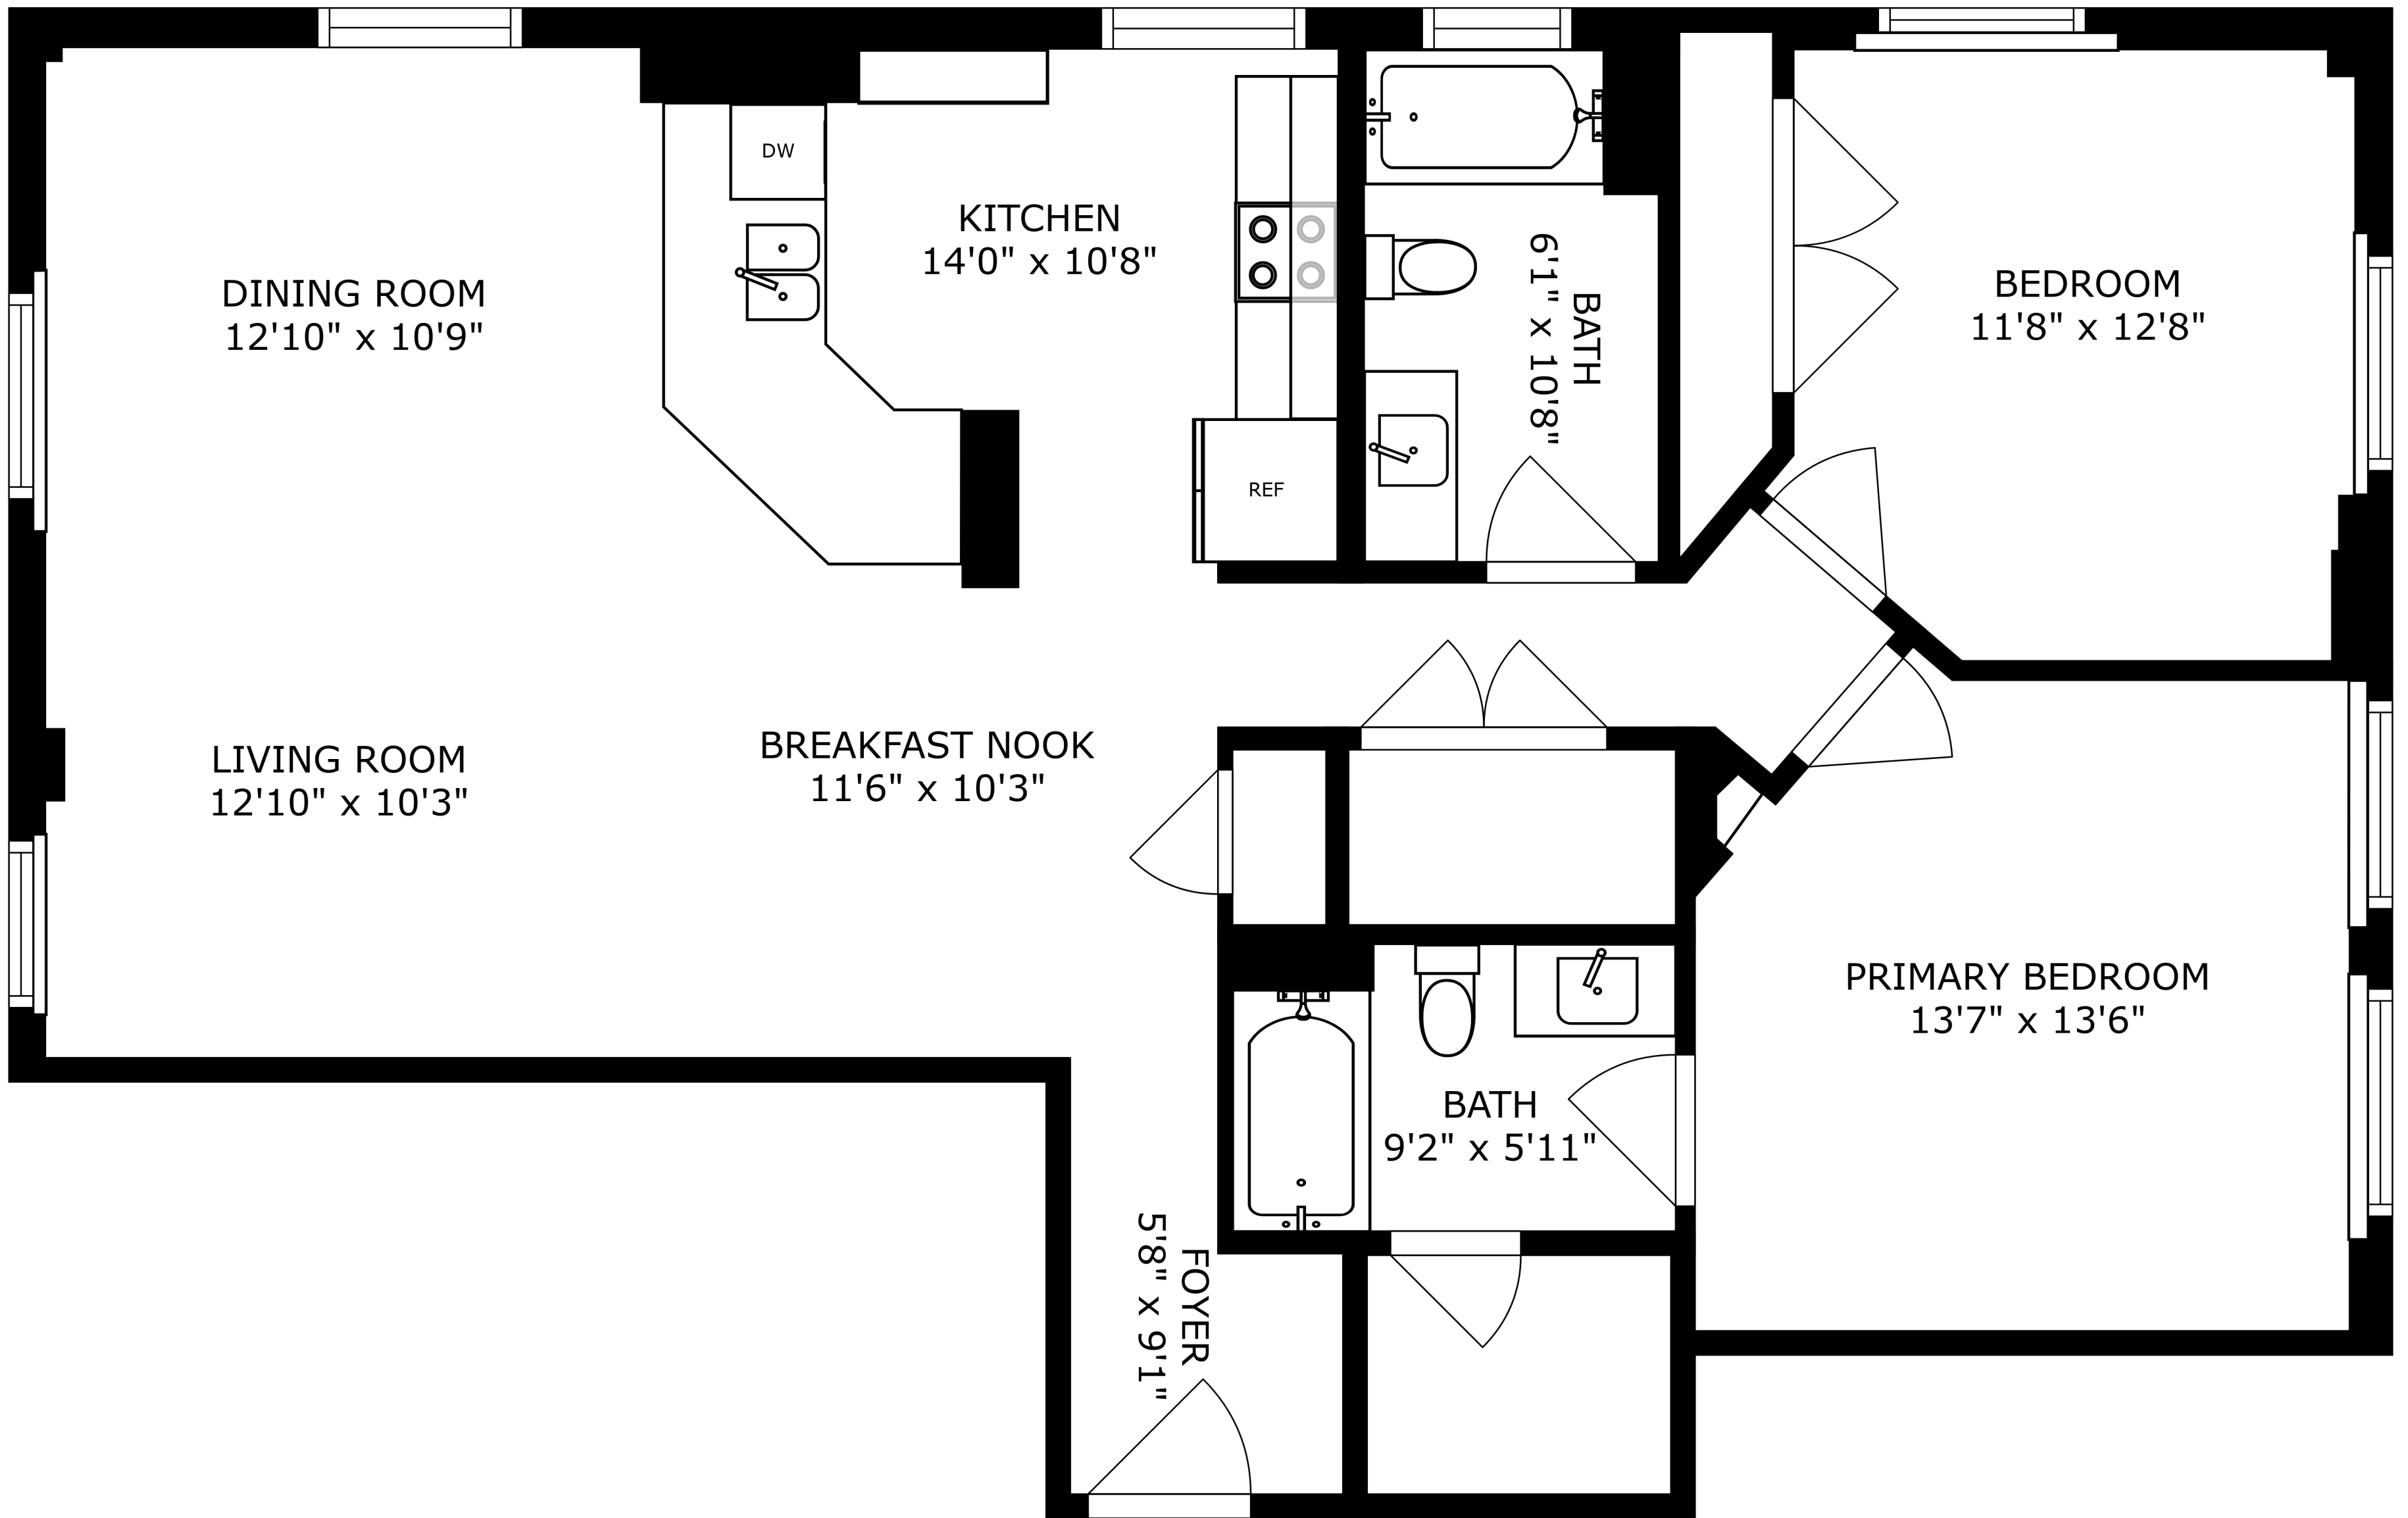 DW
KITCHEN
14'0" x 10'8"
DINING ROOM
12'10" x 10'9"
BATH
6'1" x 10'8"
BEDROOM
11'8" x 12'8"
REF
LIVING ROOM
12'10" x 10'3"
BREAKFAST NOOK
11'6" x 10'3"
PRIMARY BEDROOM
13'7" x 13'6"
BATH
9'2" x 5'11"
FOYER
5'8" x 9'1"